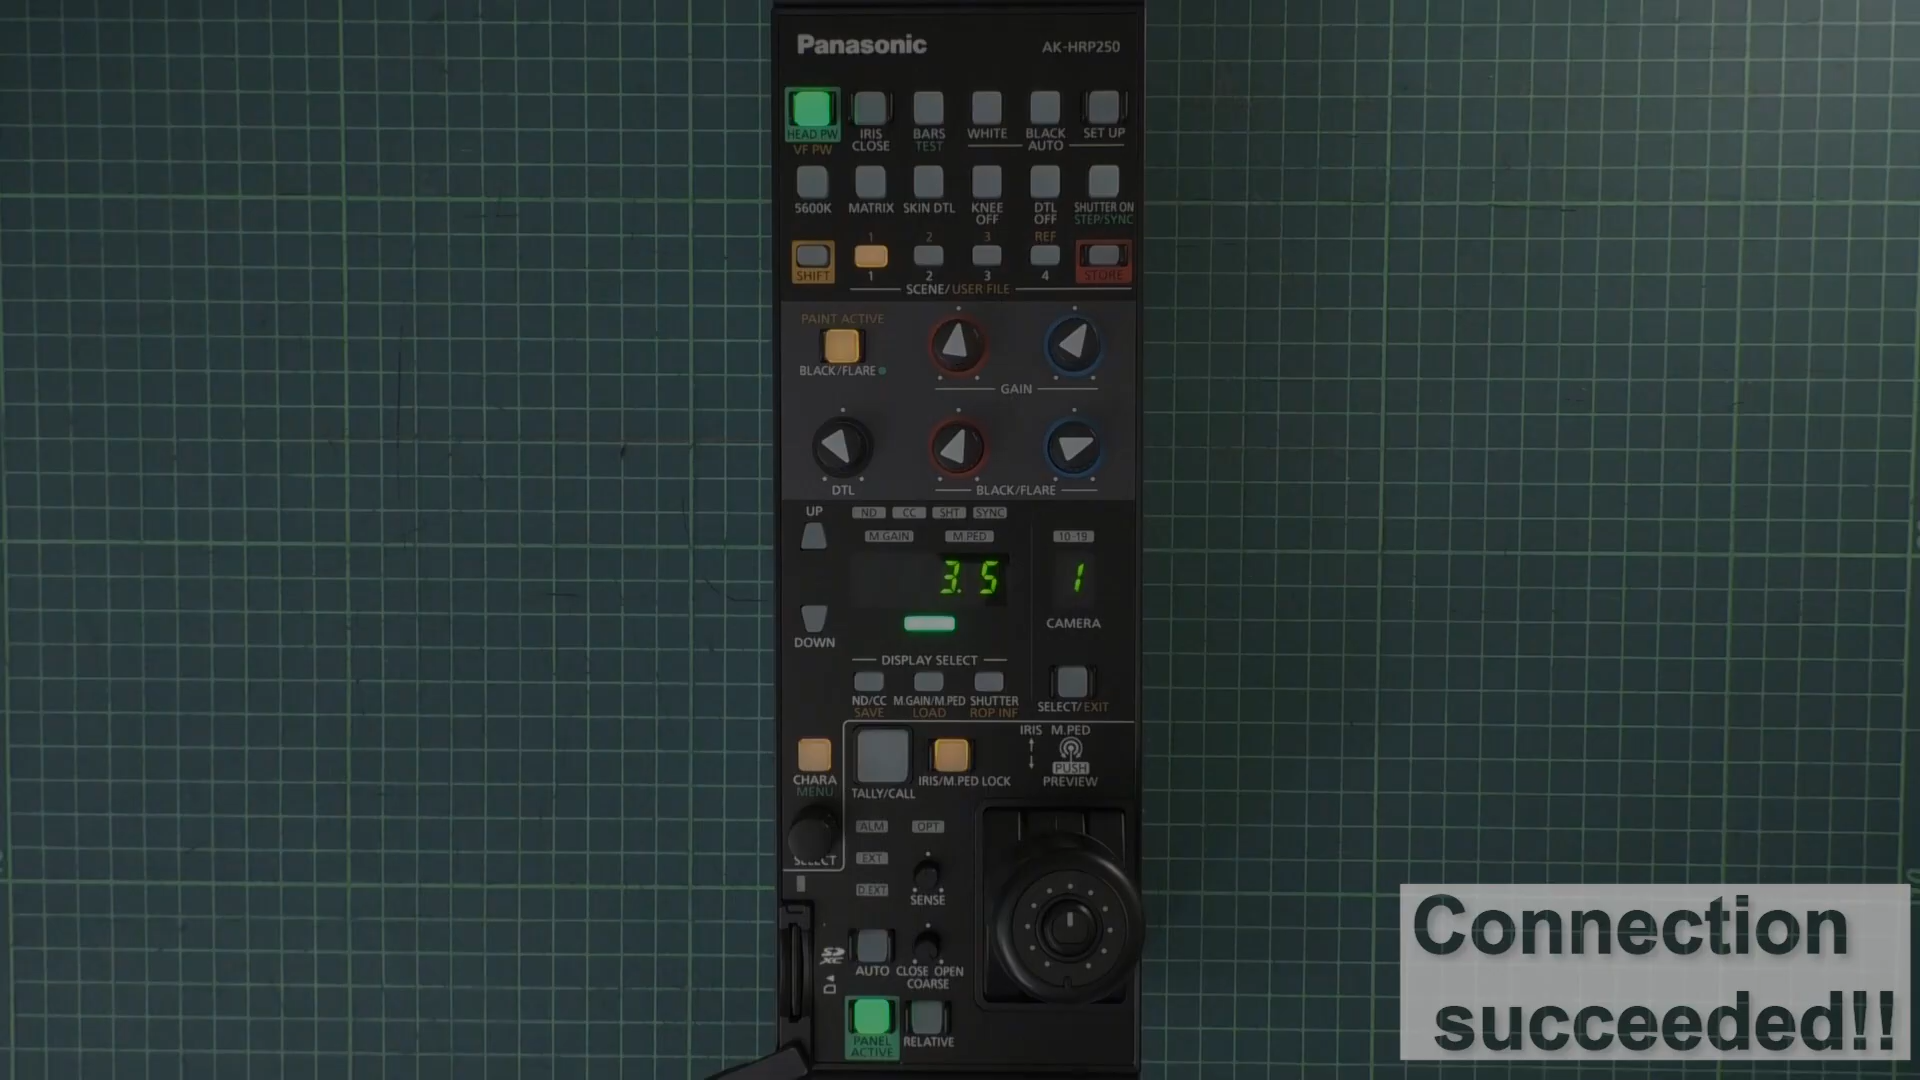 Panasonic AK-HRP250
HEAD PW IRIS BARS WHITE BLACK SET UP
VF PW CLOSE TEST AUTO
5600K MATRIX SKIN DTL KNEE DTL SHUTTER ON
OFF OFF STEP/SYNC
1 2 3 REF
SHIFT 1 2 3 4 STORE
SCENE/USER FILE
PAINT ACTIVE
BLACK/FLARE
GAIN
DTL BLACK/FLARE
UP ND CC SHT SYNC
M.GAIN M.PED 10-19
3.5 1
DOWN CAMERA
DISPLAY SELECT
ND/CC M.GAIN/M.PED SHUTTER SELECT/EXIT
SAVE LOAD ROP INF
IRIS M.PED
PUSH
CHARA IRIS/M.PED LOCK PREVIEW
MENU TALLY/CALL
ALM OPT
SELECT EXT
D.EXT SENSE
SD
XC
AUTO CLOSE OPEN
COARSE
PANEL RELATIVE
ACTIVE
Connection
succeeded!!